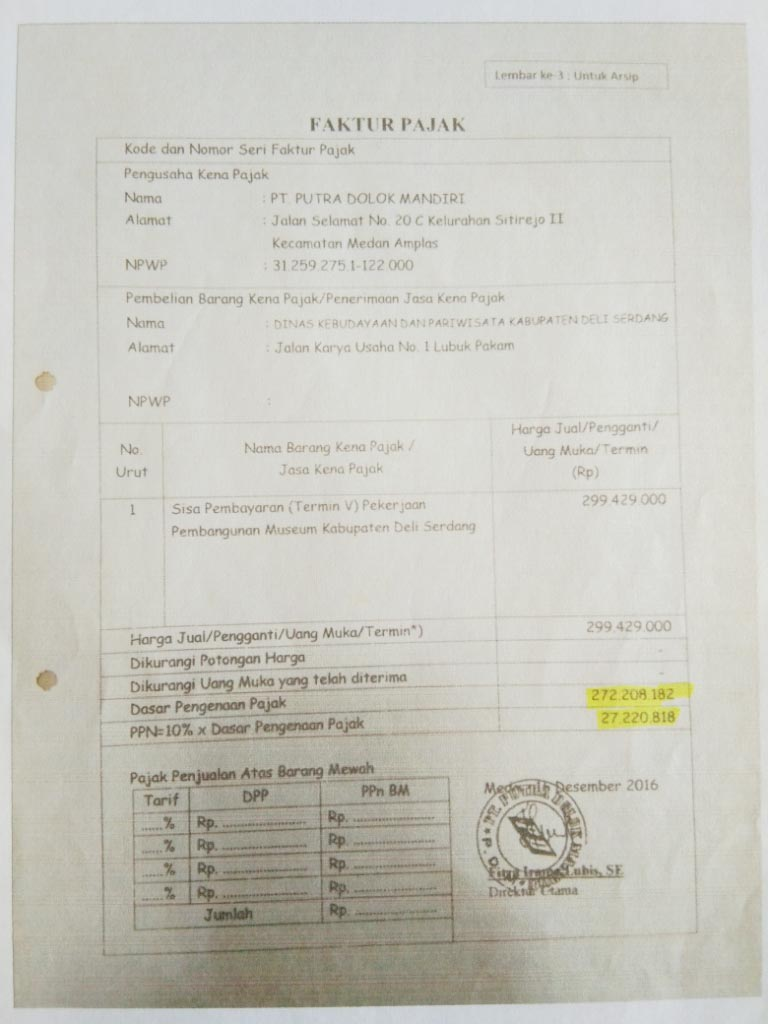 Lembar ke-3 : Untuk Arsip
FAKTUR PAJAK
Kode dan Nomor Seri Faktur Pajak
Pengusaha Kena Pajak
Nama : PT. PUTRA DOLOK MANDIRI
Alamat : Jalan Selamat No. 20 C Kelurahan Sitirejo II
Kecamatan Medan Amplas
NPWP : 31.259.275.1-122.000
Pembelian Barang Kena Pajak/Penerimaan Jasa Kena Pajak
Nama : DINAS KEBUDAYAAN DAN PARIWISATA KABUPATEN DELI SERDANG
Alamat : Jalan Karya Usaha No. 1 Lubuk Pakam
NPWP :
No. Urut
Nama Barang Kena Pajak /
Jasa Kena Pajak
Harga Jual/Pengganti/
Uang Muka/Termin
(Rp)
1 Sisa Pembayaran (Termin V) Pekerjaan 299.429.000
Pembangunan Museum Kabupaten Deli Serdang
Harga Jual/Pengganti/Uang Muka/Termin*) 299.429.000
Dikurangi Potongan Harga -
Dikurangi Uang Muka yang telah diterima -
Dasar Pengenaan Pajak 272.208.182
PPN=10% x Dasar Pengenaan Pajak 27.220.818
Pajak Penjualan Atas Barang Mewah
Tarif DPP PPn BM
......% Rp. .................... Rp. ....................
......% Rp. .................... Rp. ....................
......% Rp. .................... Rp. ....................
......% Rp. .................... Rp. ....................
Jumlah Rp. ....................
Desember 2016
Lubis, SE
Direktur Utama